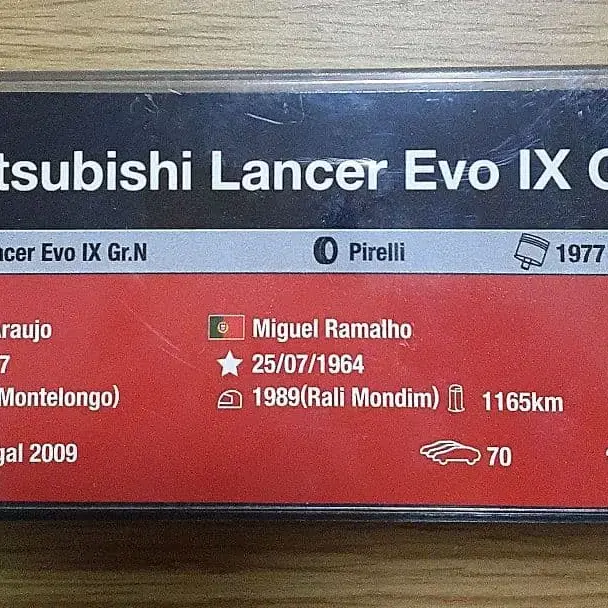 tsubishi Lancer Evo IX G
ncer Evo IX Gr.N Pirelli 1977
Araujo Miguel Ramalho
7 25/07/1964
Montelongo) 1989(Rali Mondim) 1165km
gal 2009 70